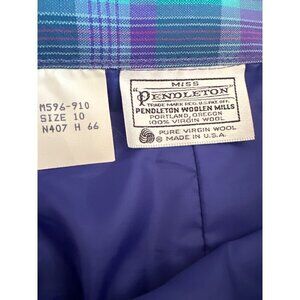 M596-910
SIZE 10
N407 H 66
MISS
"PENDLETON"
TRADE MARK REG. U.S. PAT. OFF.
PENDLETON WOOLEN MILLS
PORTLAND, OREGON
100% VIRGIN WOOL
PURE VIRGIN WOOL
MADE IN U.S.A.